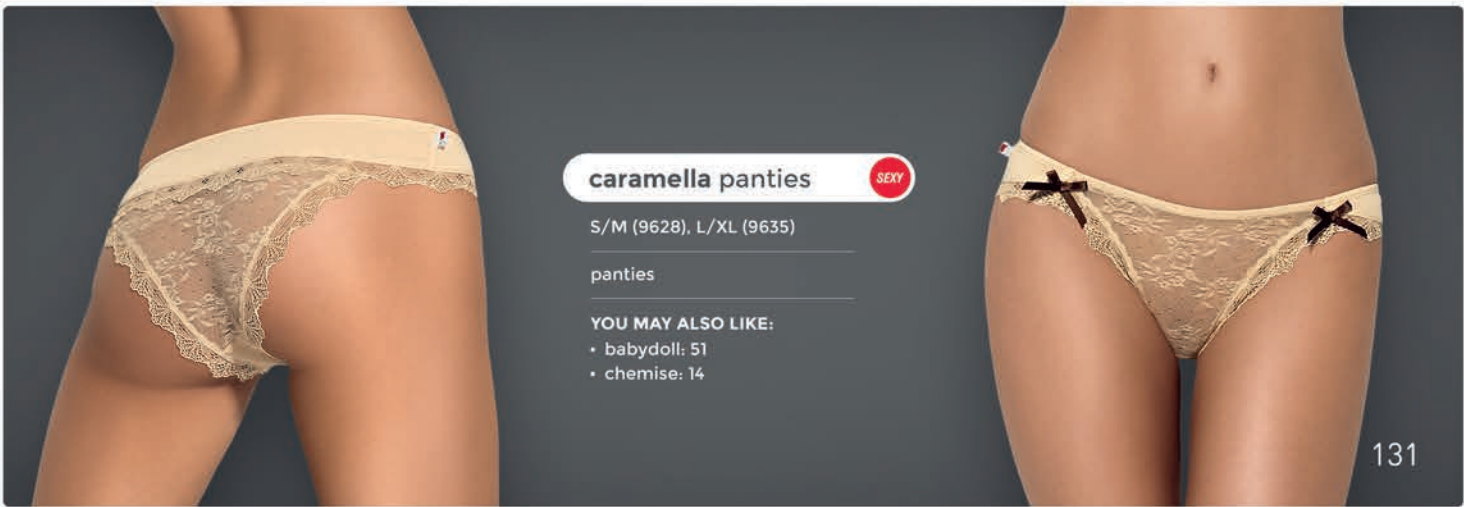 caramella panties
SEXY
S/M (9628), L/XL (9635)
panties
YOU MAY ALSO LIKE:
• babydoll: 51
• chemise: 14
131